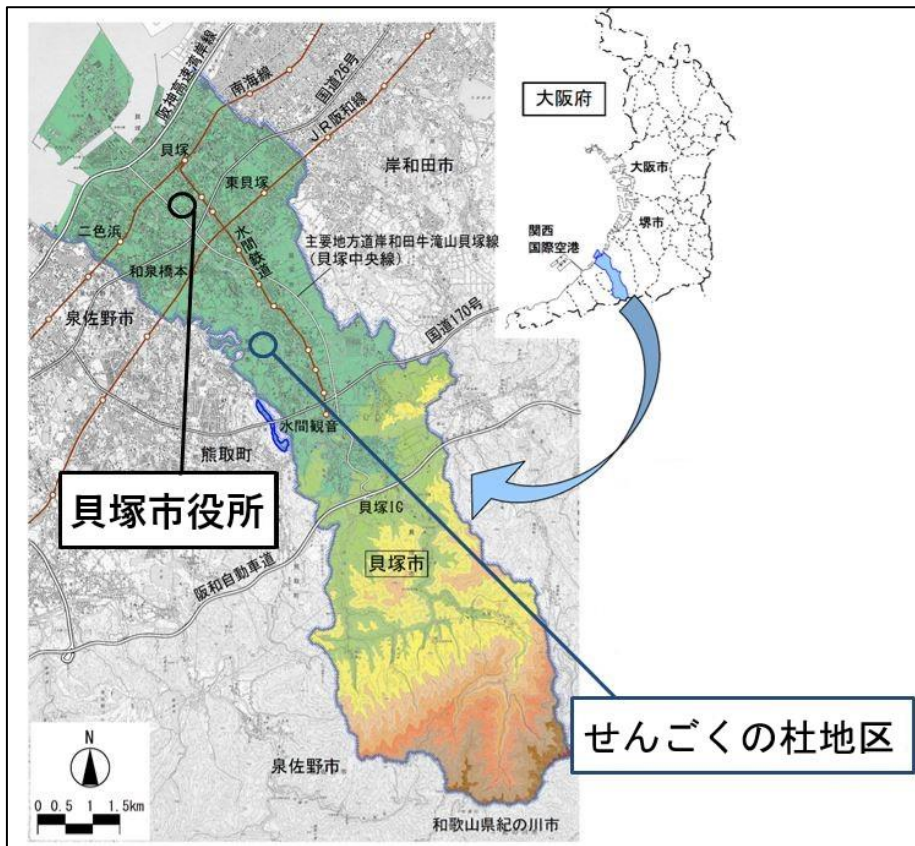 阪神高速湾岸線
南海線
国道26号
JR阪和線
大阪府
貝塚
岸和田市
大阪市
東貝塚
堺市
関西
国際空港
二色浜
水間鉄道
主要地方道岸和田牛滝山貝塚線
(貝塚中央線)
和泉橋本
泉佐野市
国道170号
水間観音
熊取町
貝塚市役所
貝塚IC
貝塚市
阪和自動車道
せんごくの杜地区
泉佐野市
N
0 0.5 1 1.5km
和歌山県紀の川市